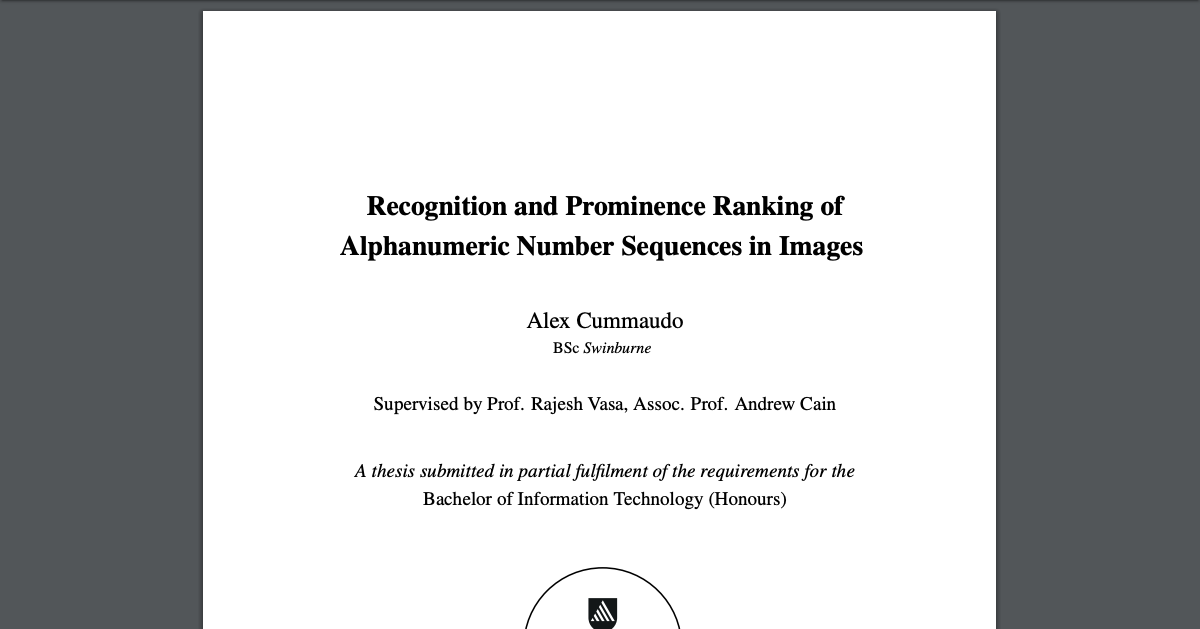 Recognition and Prominence Ranking of
Alphanumeric Number Sequences in Images
Alex Cummaudo
BSc Swinburne
Supervised by Prof. Rajesh Vasa, Assoc. Prof. Andrew Cain
A thesis submitted in partial fulfilment of the requirements for the
Bachelor of Information Technology (Honours)